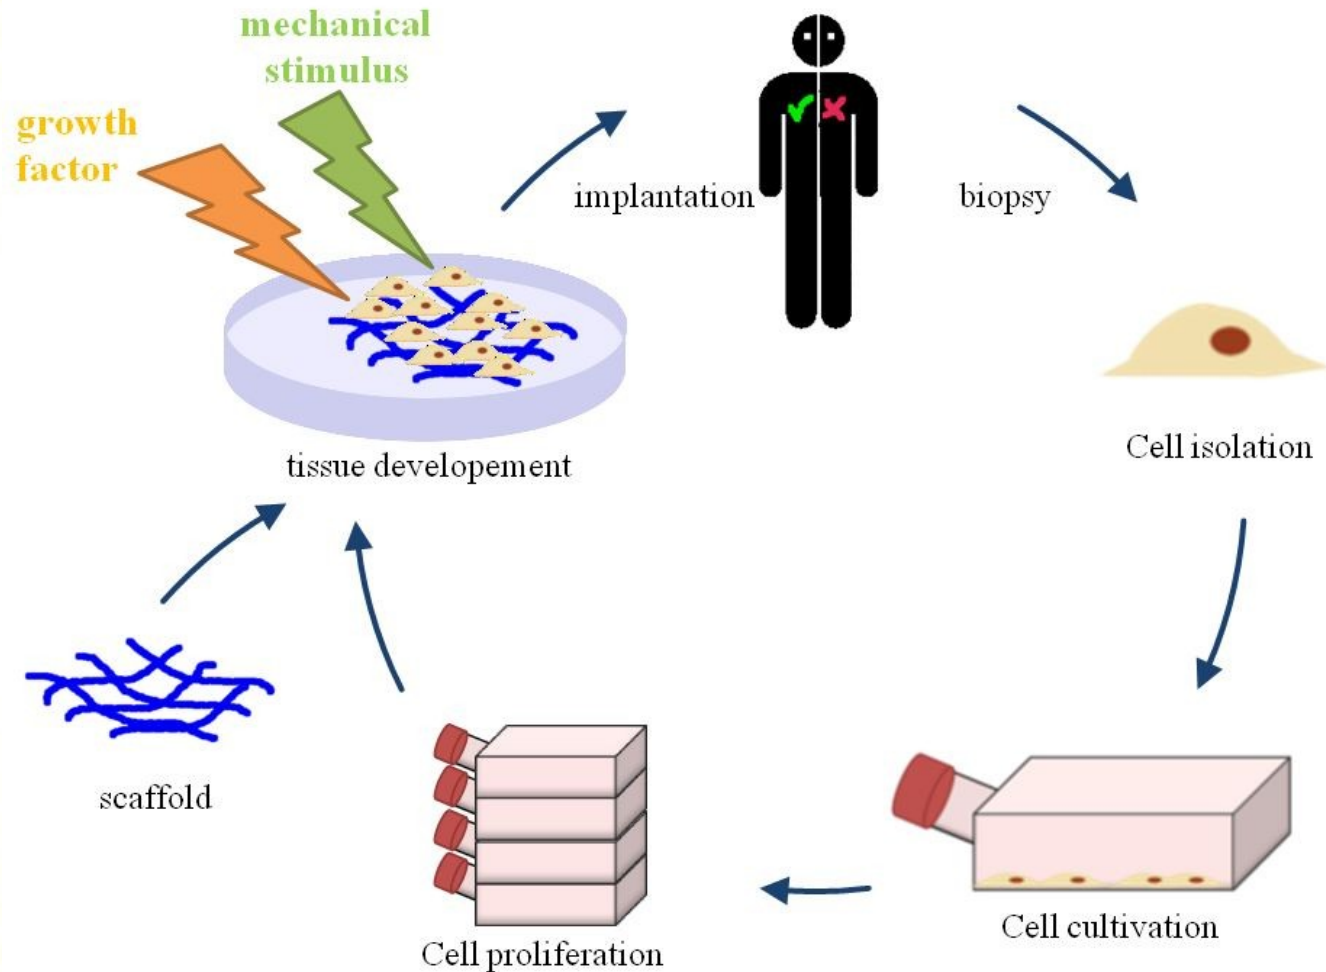 mechanical
stimulus
growth
factor
implantation
biopsy
Cell isolation
tissue developement
scaffold
Cell cultivation
Cell proliferation